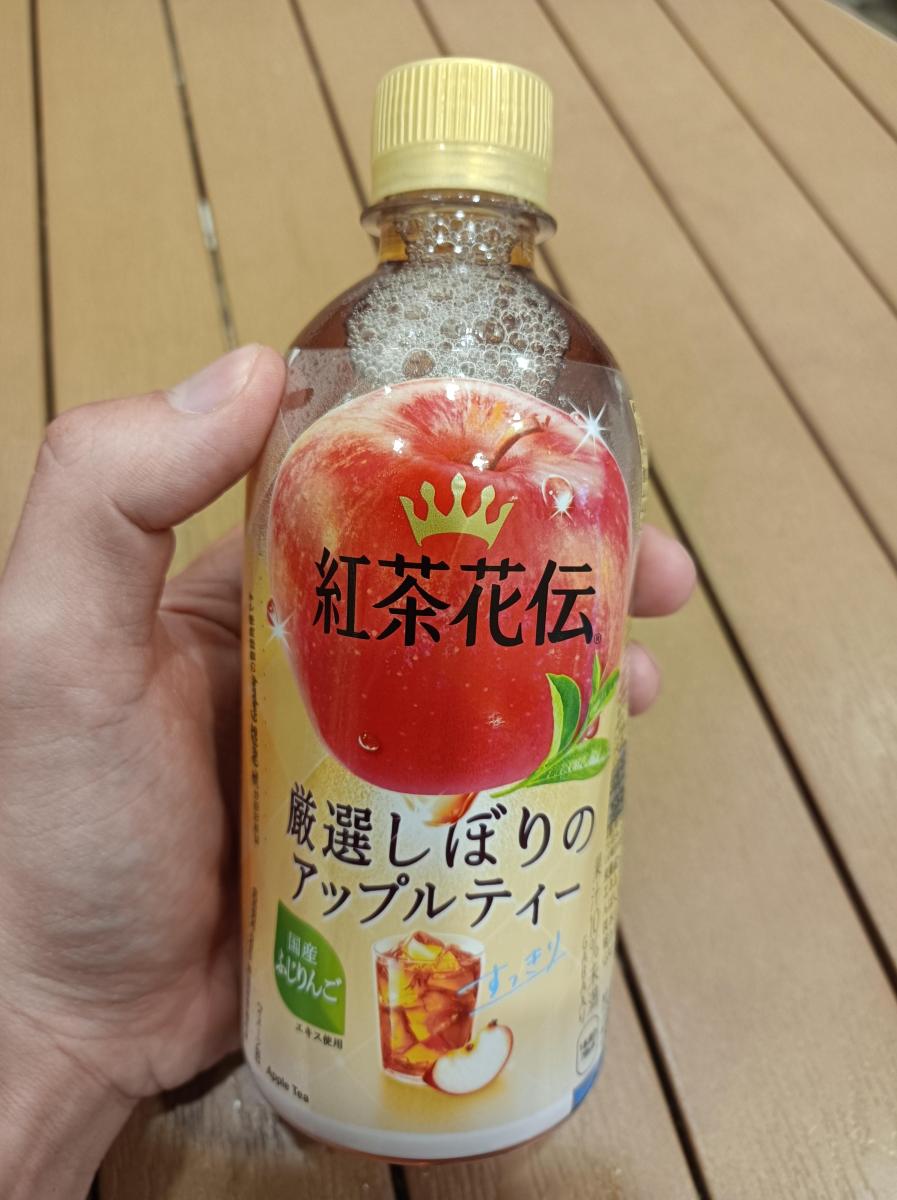 紅茶花伝®
厳選しぼりの
アップルティー
国産
ふじりんご
エキス使用
すっきり
Apple Tea